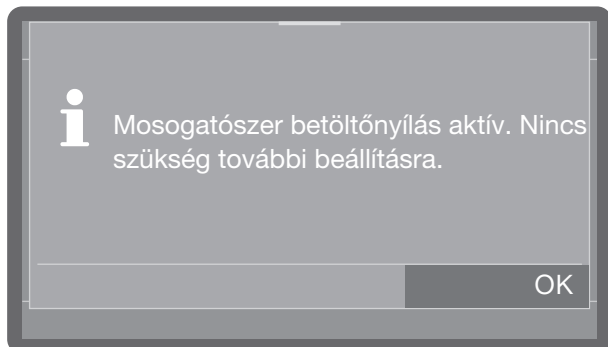 Mosogatószer betöltőnyílás aktív. Nincs
szükség további beállításra.
OK